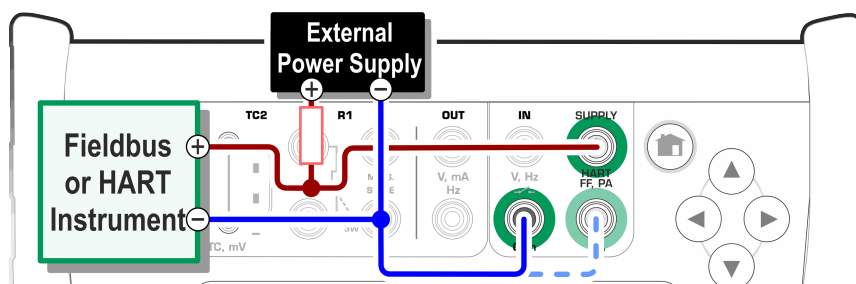 External
Power Supply
+
−
TC2
R1
OUT
IN
SUPPLY
Fieldbus
or HART
Instrument
+
−
V, mA
Hz
V, Hz
HART
FF, PA
3W
TC, mV